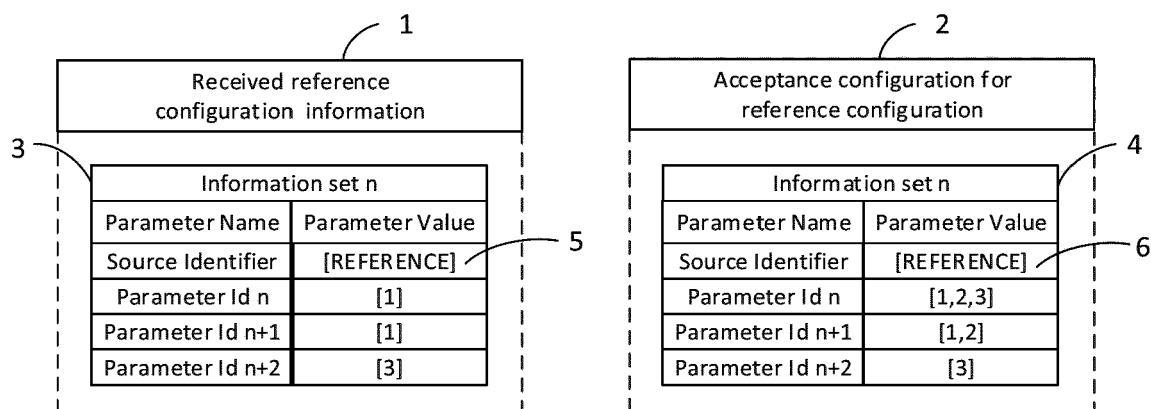 1
Received reference
configuration information
3
Information set n
Parameter Name Parameter Value
Source Identifier [REFERENCE]
5
Parameter Id n [1]
Parameter Id n+1 [1]
Parameter Id n+2 [3]
2
Acceptance configuration for
reference configuration
4
Information set n
Parameter Name Parameter Value
Source Identifier [REFERENCE]
6
Parameter Id n [1,2,3]
Parameter Id n+1 [1,2]
Parameter Id n+2 [3]